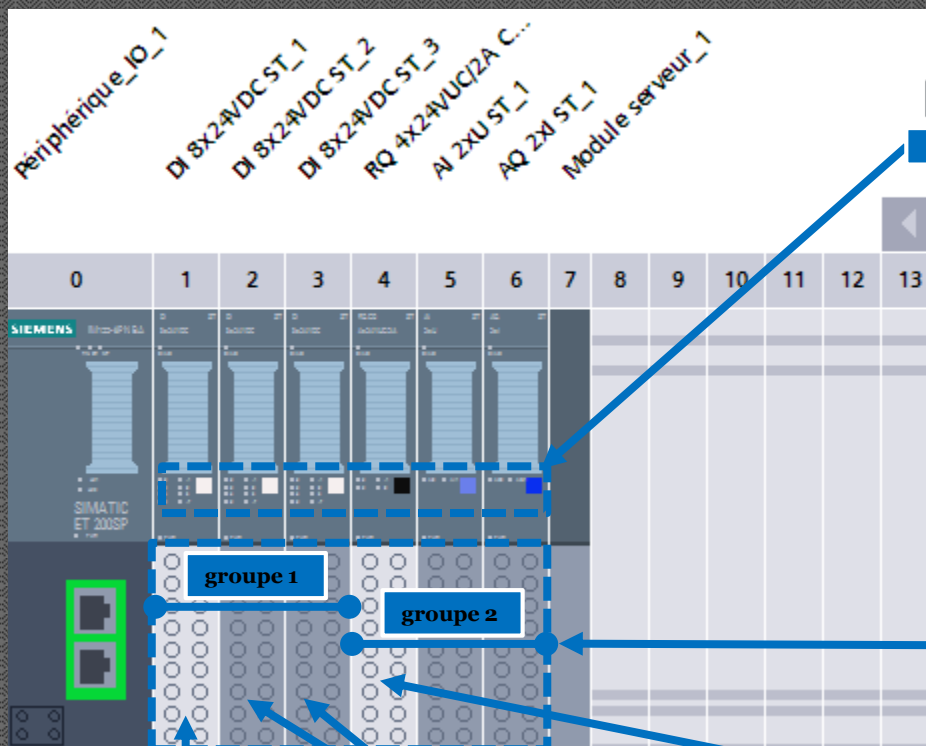 Périphérique_IO_1
DI 8x24VDC ST_1
DI 8x24VDC ST_2
DI 8x24VDC ST_3
RQ 4x24VUC/2A C...
AI 2xU ST_1
AQ 2xI ST_1
Module serveur_1
0 1 2 3 4 5 6 7 8 9 10 11 12 13
SIEMENS
SIMATIC
ET 200SP
groupe 1
groupe 2